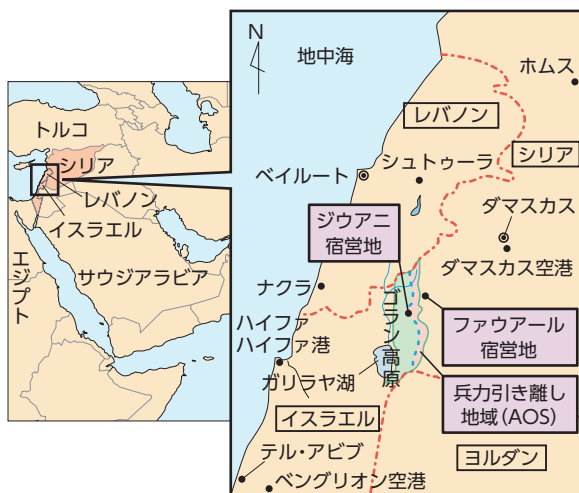 トルコ
シリア
レバノン
イスラエル
エジプト
サウジアラビア
N
地中海
ホムス
レバノン
シリア
ベイルート
シュトゥーラ
ジウアニ
宿営地
ダマスカス
ダマスカス空港
ナクラ
ゴラン高原
ファウアール
宿営地
ハイファ
ハイファ港
ガリラヤ湖
兵力引き離し
地域(AOS)
イスラエル
ヨルダン
テル・アビブ
ベングリオン空港